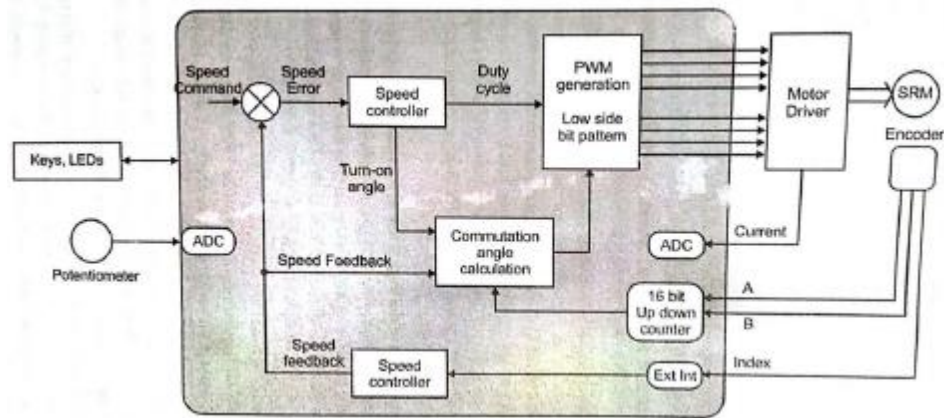 Speed
Command
Speed
Error
Speed
controller
Duty
cycle
PWM
generation
Low side
bit pattern
Motor
Driver
SRM
Encoder
Keys, LEDs
Turn-on
angle
Potentiometer
ADC
Speed Feedback
Commutation
angle
calculation
ADC
Current
16 bit
Up down
counter
A
B
Speed
feedback
Speed
controller
Ext Int
Index